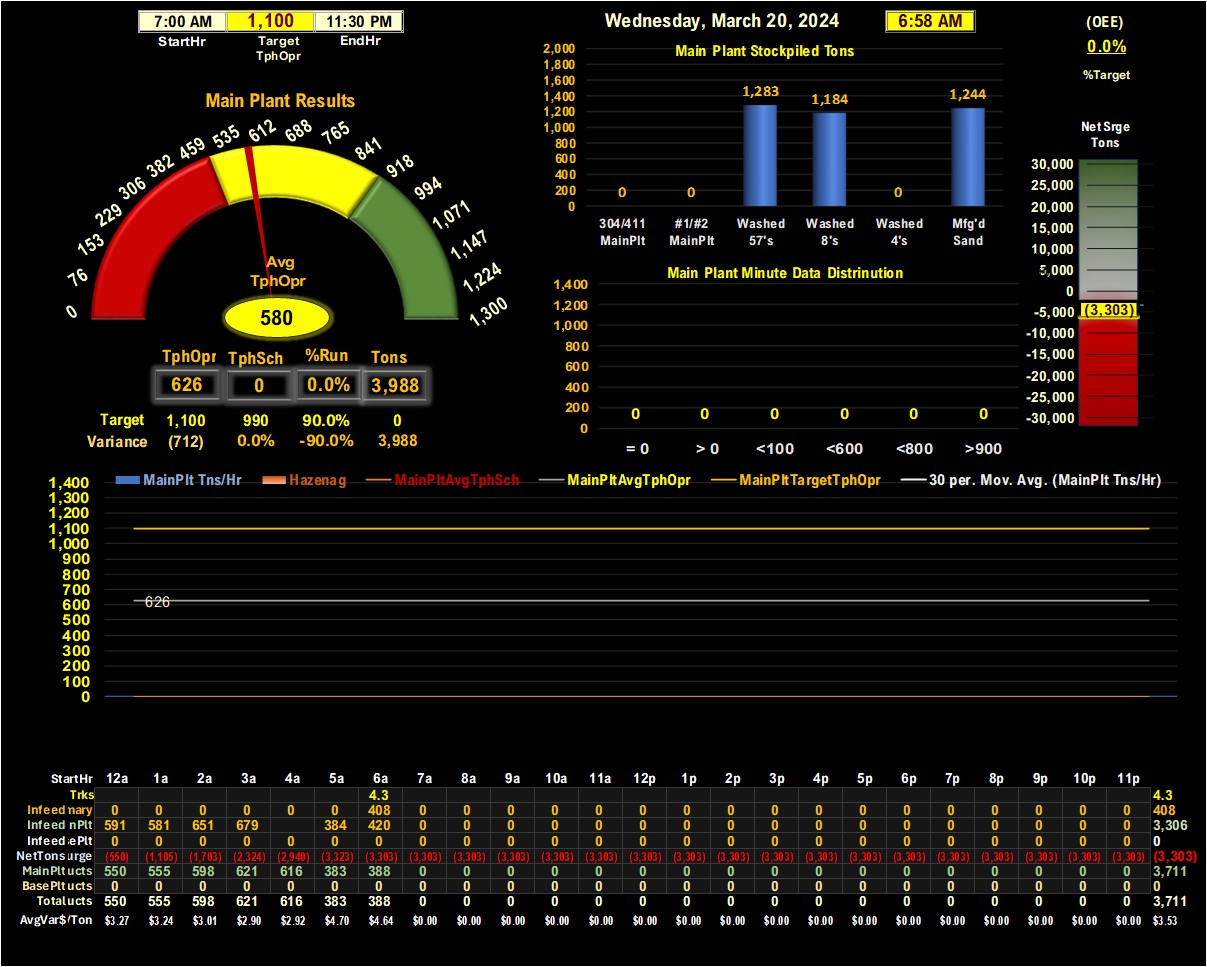 7:00 AM 1,100 11:30 PM
StartHr Target TphOpr EndHr
Wednesday, March 20, 2024 6:58 AM
(OEE)
0.0%
%Target
Main Plant Results
0 76 153 229 306 382 459 535 612 688 765 841 918 994 1,071 1,147 1,224 1,300
Avg
TphOpr
580
TphOpr TphSch %Run Tons
626 0 0.0% 3,988
Target 1,100 990 90.0% 0
Variance (712) 0.0% -90.0% 3,988
Main Plant Stockpiled Tons
2,000
1,800
1,600
1,400
1,200
1,000
800
600
400
200
0
0 0 1,283 1,184 0 1,244
304/411 #1/#2 Washed Washed Washed Mfg'd
MainPlt MainPlt 57's 8's 4's Sand
Main Plant Minute Data Distrinution
1,400
1,200
1,000
800
600
400
200
0
0 0 0 0 0 0
= 0 > 0 <100 <600 <800 >900
Net Srge
Tons
30,000
25,000
20,000
15,000
10,000
5,000
0
-5,000
-10,000
-15,000
-20,000
-25,000
-30,000
(3,303)
MainPlt Tns/Hr Hazenag MainPltAvgTphSch MainPltAvgTphOpr MainPltTargetTphOpr 30 per. Mov. Avg. (MainPlt Tns/Hr)
1,400
1,300
1,200
1,100
1,000
900
800
700
600
500
400
300
200
100
0
626
StartHr 12a 1a 2a 3a 4a 5a 6a 7a 8a 9a 10a 11a 12p 1p 2p 3p 4p 5p 6p 7p 8p 9p 10p 11p
Trks 4.3 4.3
Infeed nary 0 0 0 0 0 0 408 0 0 0 0 0 0 0 0 0 0 0 0 0 0 0 0 0 408
Infeed nPlt 591 581 651 679 384 420 0 0 0 0 0 0 0 0 0 0 0 0 0 0 0 0 0 3,306
Infeed ePlt 0 0 0 0 0 0 0 0 0 0 0 0 0 0 0 0 0 0 0 0 0 0 0 0 0
NetTons urge (550) (1,105) (1,703) (2,324) (2,940) (3,323) (3,303) (3,303) (3,303) (3,303) (3,303) (3,303) (3,303) (3,303) (3,303) (3,303) (3,303) (3,303) (3,303) (3,303) (3,303) (3,303) (3,303) (3,303) (3,303)
MainPlt ucts 550 555 598 621 616 383 388 0 0 0 0 0 0 0 0 0 0 0 0 0 0 0 0 0 3,711
BasePlt ucts 0 0 0 0 0 0 0 0 0 0 0 0 0 0 0 0 0 0 0 0 0 0 0 0 0
Total ucts 550 555 598 621 616 383 388 0 0 0 0 0 0 0 0 0 0 0 0 0 0 0 0 0 3,711
AvgVar$/Ton $3.27 $3.24 $3.01 $2.90 $2.92 $4.70 $4.64 $0.00 $0.00 $0.00 $0.00 $0.00 $0.00 $0.00 $0.00 $0.00 $0.00 $0.00 $0.00 $0.00 $0.00 $0.00 $0.00 $0.00 $3.53